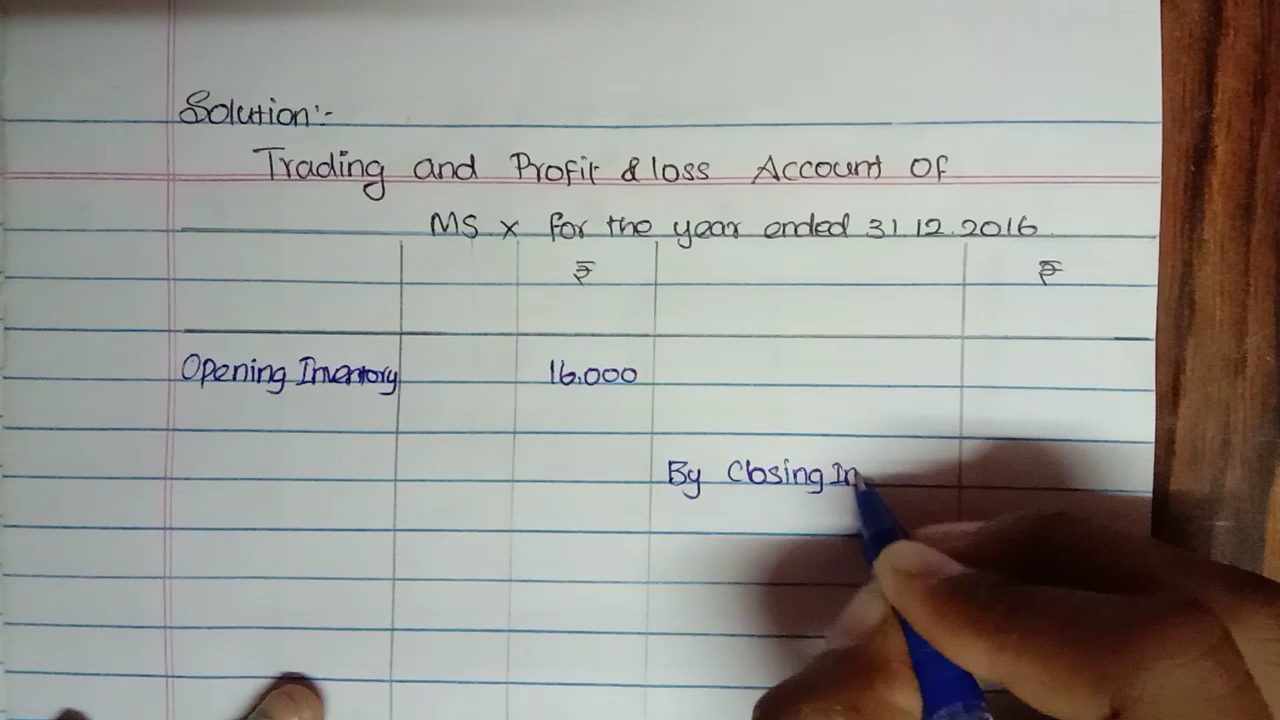 Solution:-
Trading and Profit & loss Account Of
MS X for the year ended 31 12.2016
₹ ₹
Opening Inventory 16.000
By Closing In